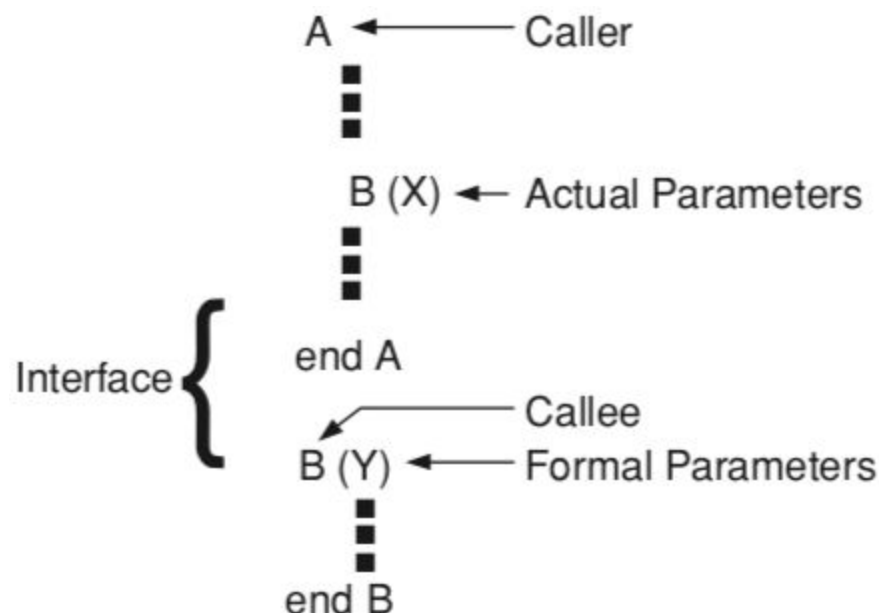 A Caller
B (X) Actual Parameters
end A
Interface
Callee
B (Y) Formal Parameters
end B